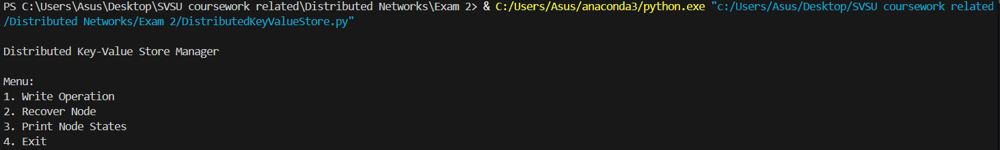 PS C:\Users\Asus\Desktop\SVSU coursework related\Distributed Networks\Exam 2> & C:/Users/Asus/anaconda3/python.exe "c:/Users/Asus/Desktop/SVSU coursework related
/Distributed Networks/Exam 2/DistributedKeyValueStore.py"
Distributed Key-Value Store Manager
Menu:
1. Write Operation
2. Recover Node
3. Print Node States
4. Exit